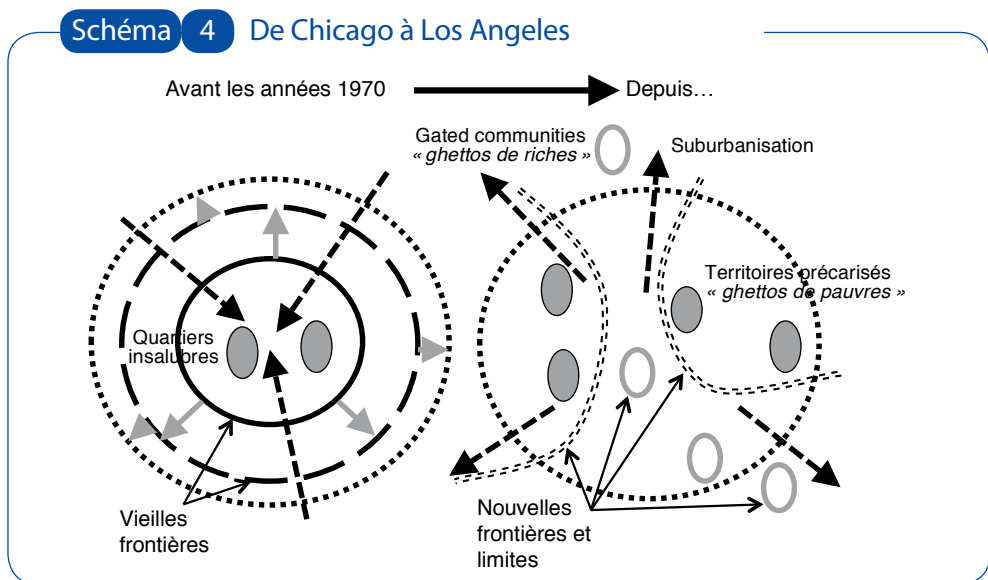 Schéma 4 De Chicago à Los Angeles
Avant les années 1970
Depuis…
Gated communities
« ghettos de riches »
Suburbanisation
Territoires précarisés
« ghettos de pauvres »
Quartiers
insalubres
Vieilles
frontières
Nouvelles
frontières et
limites